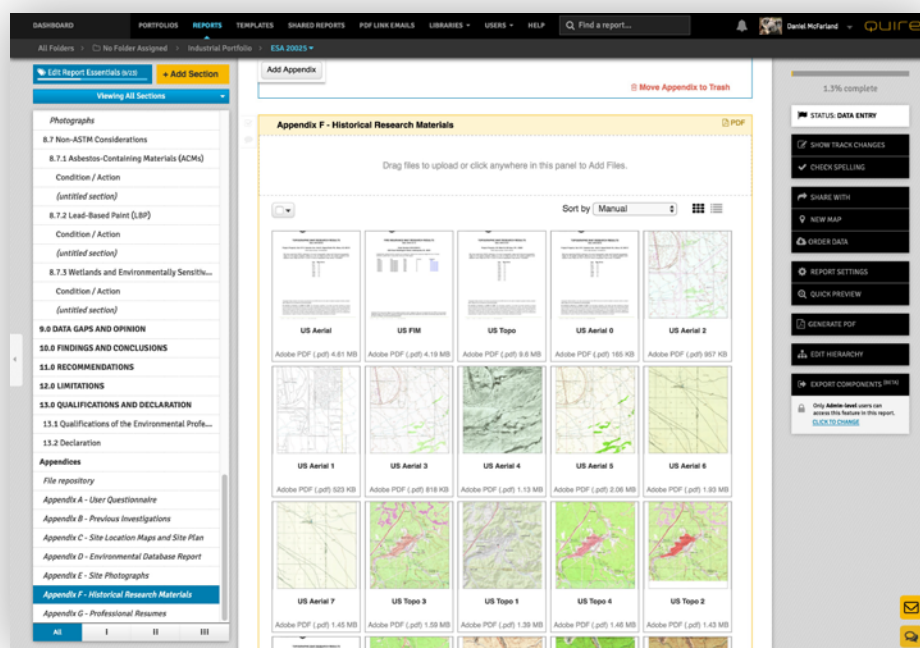 DASHBOARD
PORTFOLIOS REPORTS TEMPLATES SHARED REPORTS PDF LINK EMAILS LIBRARIES USERS HELP
Find a report...
Daniel McFarland
QUIRE
All Folders No Folder Assigned Industrial Portfolio ESA 20025
Edit Report Essentials (9/23)
+ Add Section
Viewing All Sections
Photographs
8.7 Non-ASTM Considerations
8.7.1 Asbestos-Containing Materials (ACMs)
Condition / Action
(untitled section)
8.7.2 Lead-Based Paint (LBP)
Condition / Action
(untitled section)
8.7.3 Wetlands and Environmentally Sensitiv...
Condition / Action
(untitled section)
9.0 DATA GAPS AND OPINION
10.0 FINDINGS AND CONCLUSIONS
11.0 RECOMMENDATIONS
12.0 LIMITATIONS
13.0 QUALIFICATIONS AND DECLARATION
13.1 Qualifications of the Environmental Profe...
13.2 Declaration
Appendices
File repository
Appendix A - User Questionnaire
Appendix B - Previous Investigations
Appendix C - Site Location Maps and Site Plan
Appendix D - Environmental Database Report
Appendix E - Site Photographs
Appendix F - Historical Research Materials
Appendix G - Professional Resumes
All I II III
Add Appendix
Move Appendix to Trash
Appendix F - Historical Research Materials
PDF
Drag files to upload or click anywhere in this panel to Add Files.
Sort by Manual
US Aerial US FIM US Topo US Aerial 0 US Aerial 2
Adobe PDF (.pdf) 4.61 MB Adobe PDF (.pdf) 4.19 MB Adobe PDF (.pdf) 9.6 MB Adobe PDF (.pdf) 165 KB Adobe PDF (.pdf) 957 KB
US Aerial 1 US Aerial 3 US Aerial 4 US Aerial 5 US Aerial 6
Adobe PDF (.pdf) 523 KB Adobe PDF (.pdf) 818 KB Adobe PDF (.pdf) 1.13 MB Adobe PDF (.pdf) 2.06 MB Adobe PDF (.pdf) 1.93 MB
US Aerial 7 US Topo 3 US Topo 1 US Topo 4 US Topo 2
Adobe PDF (.pdf) 1.45 MB Adobe PDF (.pdf) 1.59 MB Adobe PDF (.pdf) 1.39 MB Adobe PDF (.pdf) 1.46 MB Adobe PDF (.pdf) 1.43 MB
1.3% complete
STATUS: DATA ENTRY
SHOW TRACK CHANGES
CHECK SPELLING
SHARE WITH
NEW MAP
ORDER DATA
REPORT SETTINGS
QUICK PREVIEW
GENERATE PDF
EDIT HIERARCHY
EXPORT COMPONENTS (BETA)
Only Admin-level users can
access this feature in this report.
CLICK TO CHANGE